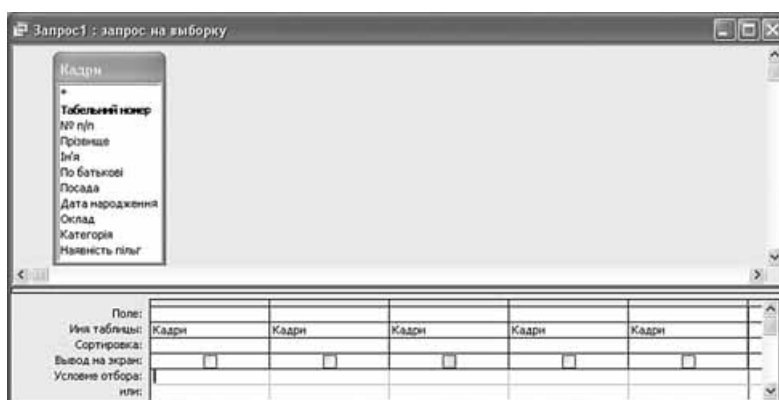 Запрос1 : запрос на выборку
Кадри
*
Табельний номер
№ п/п
Прізвище
Ім'я
По батькові
Посада
Дата народження
Оклад
Категорія
Наявність пільг
Поле:
Имя таблицы: Кадри Кадри Кадри Кадри Кадри
Сортировка:
Вывод на экран:
Условие отбора:
или: